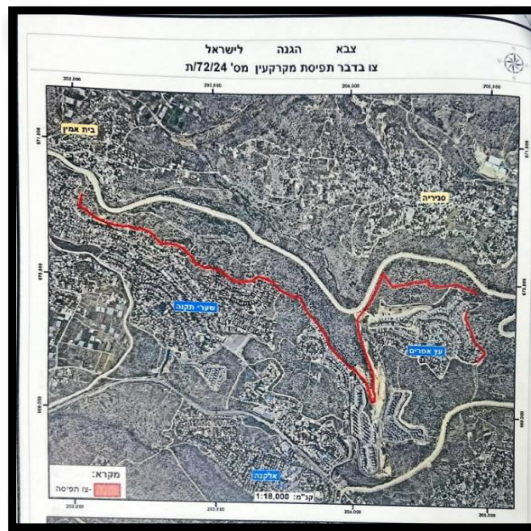 צבא הגנה לישראל
צו בדבר תפיסת מקרקעין מס' 72/24/ת
בית אמין
סניריה
שערי תקוה
עץ אפרים
אלקנה
מקרא:
צו תפיסה-
קנ"מ: 1:18,000